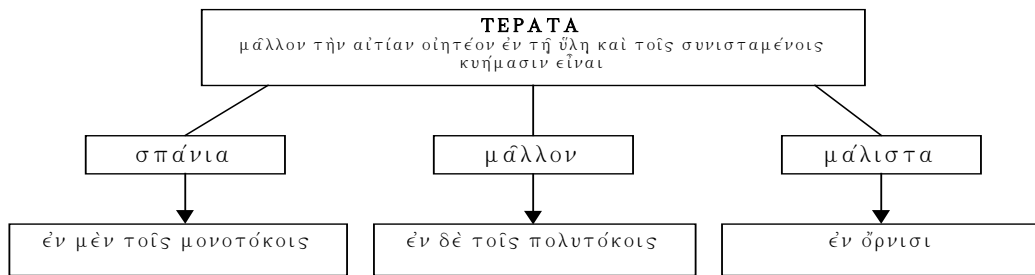 ΤΕΡΑΤΑ
μᾶλλον τὴν αἰτίαν οἰητέον ἐν τῇ ὕλῃ καὶ τοῖς συνισταμένοις
κυήμασιν εἶναι
σπάνια
μᾶλλον
μάλιστα
ἐν μὲν τοῖς μονοτόκοις
ἐν δὲ τοῖς πολυτόκοις
ἐν ὄρνισι